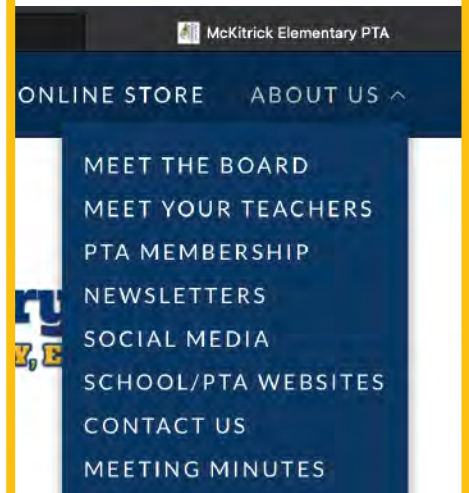 McKitrick Elementary PTA
ONLINE STORE ABOUT US
MEET THE BOARD
MEET YOUR TEACHERS
PTA MEMBERSHIP
NEWSLETTERS
SOCIAL MEDIA
SCHOOL/PTA WEBSITES
CONTACT US
MEETING MINUTES
ry
Y, E